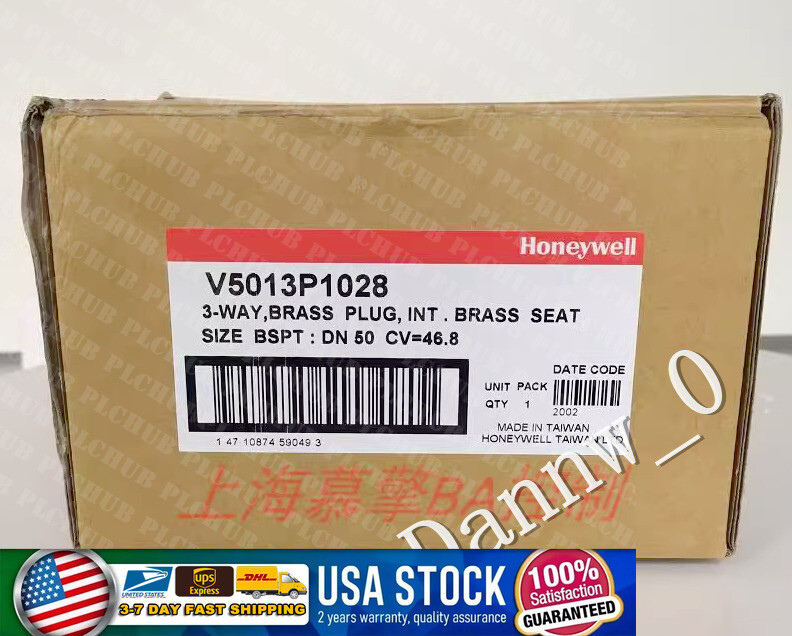 Honeywell
V5013P1028
3-WAY,BRASS PLUG, INT . BRASS SEAT
SIZE BSPT : DN 50 CV=46.8
DATE CODE
UNIT PACK
QTY 1
2002
MADE IN TAIWAN
HONEYWELL TAIWAN LTD.
1 47 10874 59049 3
上海慕擎BA控制
Dannw_0
PLCHUB PLCHUB PLCHUB
UNITED STATES
ups
Express
DHL
3-7 DAY FAST SHIPPING
USA STOCK
2 years warranty, quality assurance
100%
Satisfaction
GUARANTEED